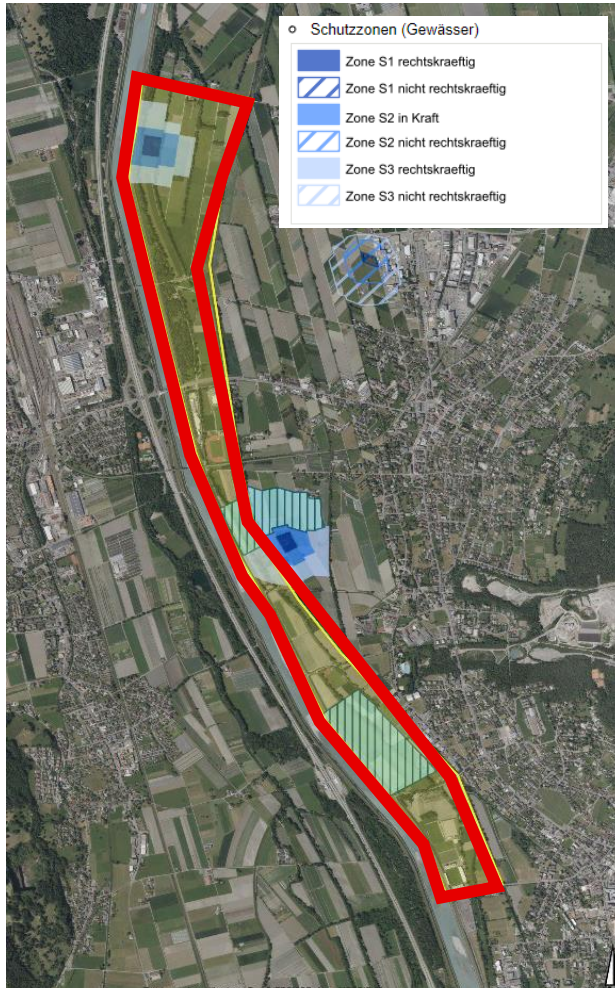 Schutzzonen (Gewässer)
Zone S1 rechtskraeftig
Zone S1 nicht rechtskraeftig
Zone S2 in Kraft
Zone S2 nicht rechtskraeftig
Zone S3 rechtskraeftig
Zone S3 nicht rechtskraeftig